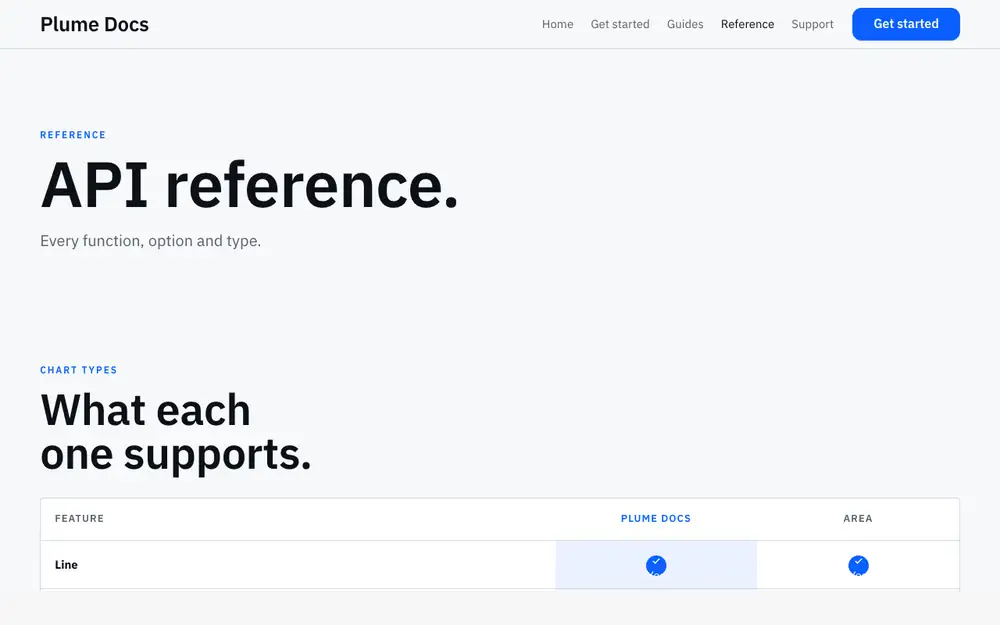 Plume Docs
Home Get started Guides Reference Support Get started
REFERENCE
API reference.
Every function, option and type.
CHART TYPES
What each
one supports.
FEATURE PLUME DOCS AREA
Line